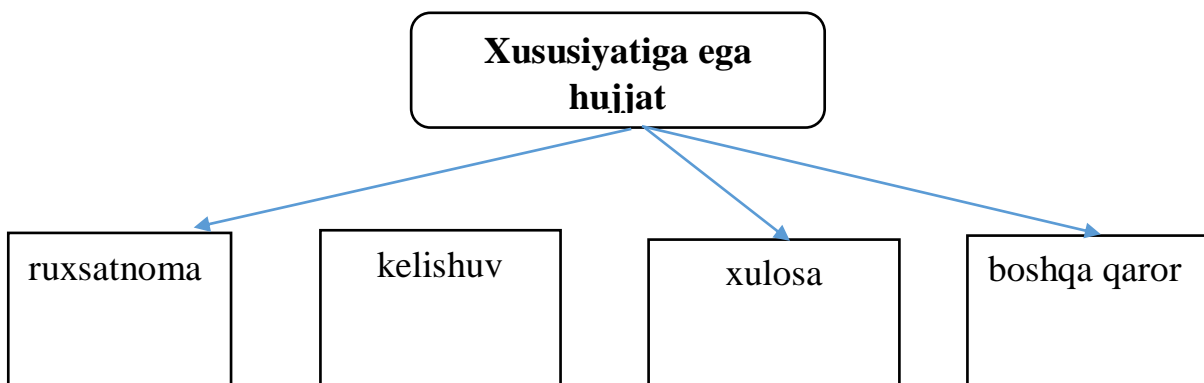 Xususiyatiga ega
hujjat
ruxsatnoma
kelishuv
xulosa
boshqa qaror